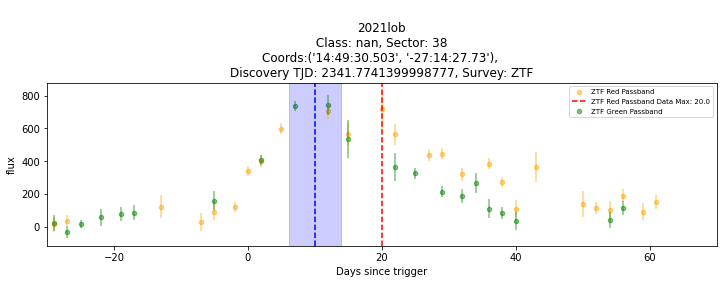 2021lob
Class: nan, Sector: 38
Coords:('14:49:30.503', '-27:14:27.73'),
Discovery TJD: 2341.7741399998777, Survey: ZTF
800
600
400
200
0
flux
ZTF Red Passband
ZTF Red Passband Data Max: 20.0
ZTF Green Passband
−20
0
20
40
60
Days since trigger